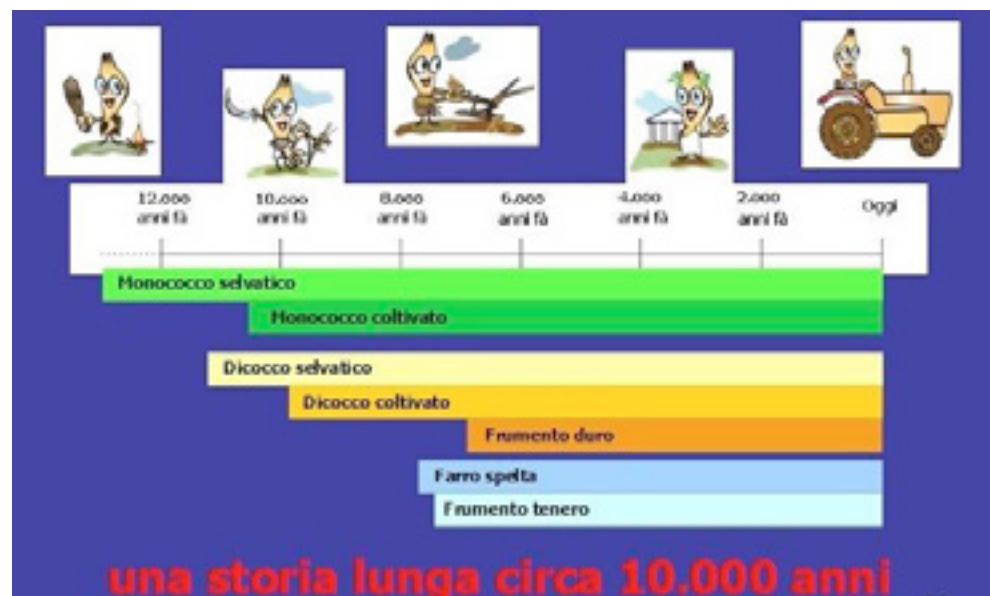 12.000 anni fà
10.000 anni fà
8.000 anni fà
6.000 anni fà
4.000 anni fà
2.000 anni fà
Oggi
Monococco selvatico
Monococco coltivato
Dicocco selvatico
Dicocco coltivato
Frumento duro
Farro spelta
Frumento tenero
una storia lunga circa 10.000 anni